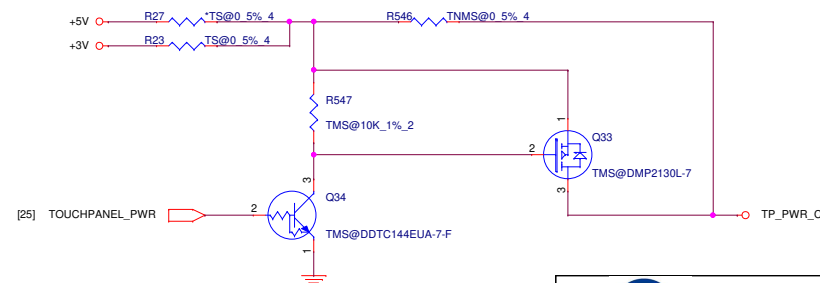 +5V
R27
*TS@0_5%_4
R546
TNMS@0_5%_4
+3V
R23
TS@0_5%_4
R547
TMS@10K_1%_2
1
Q33
2
TMS@DMP2130L-7
3
3
Q34
[25] TOUCHPANEL_PWR
2
TP_PWR_O
TMS@DDTC144EUA-7-F
1